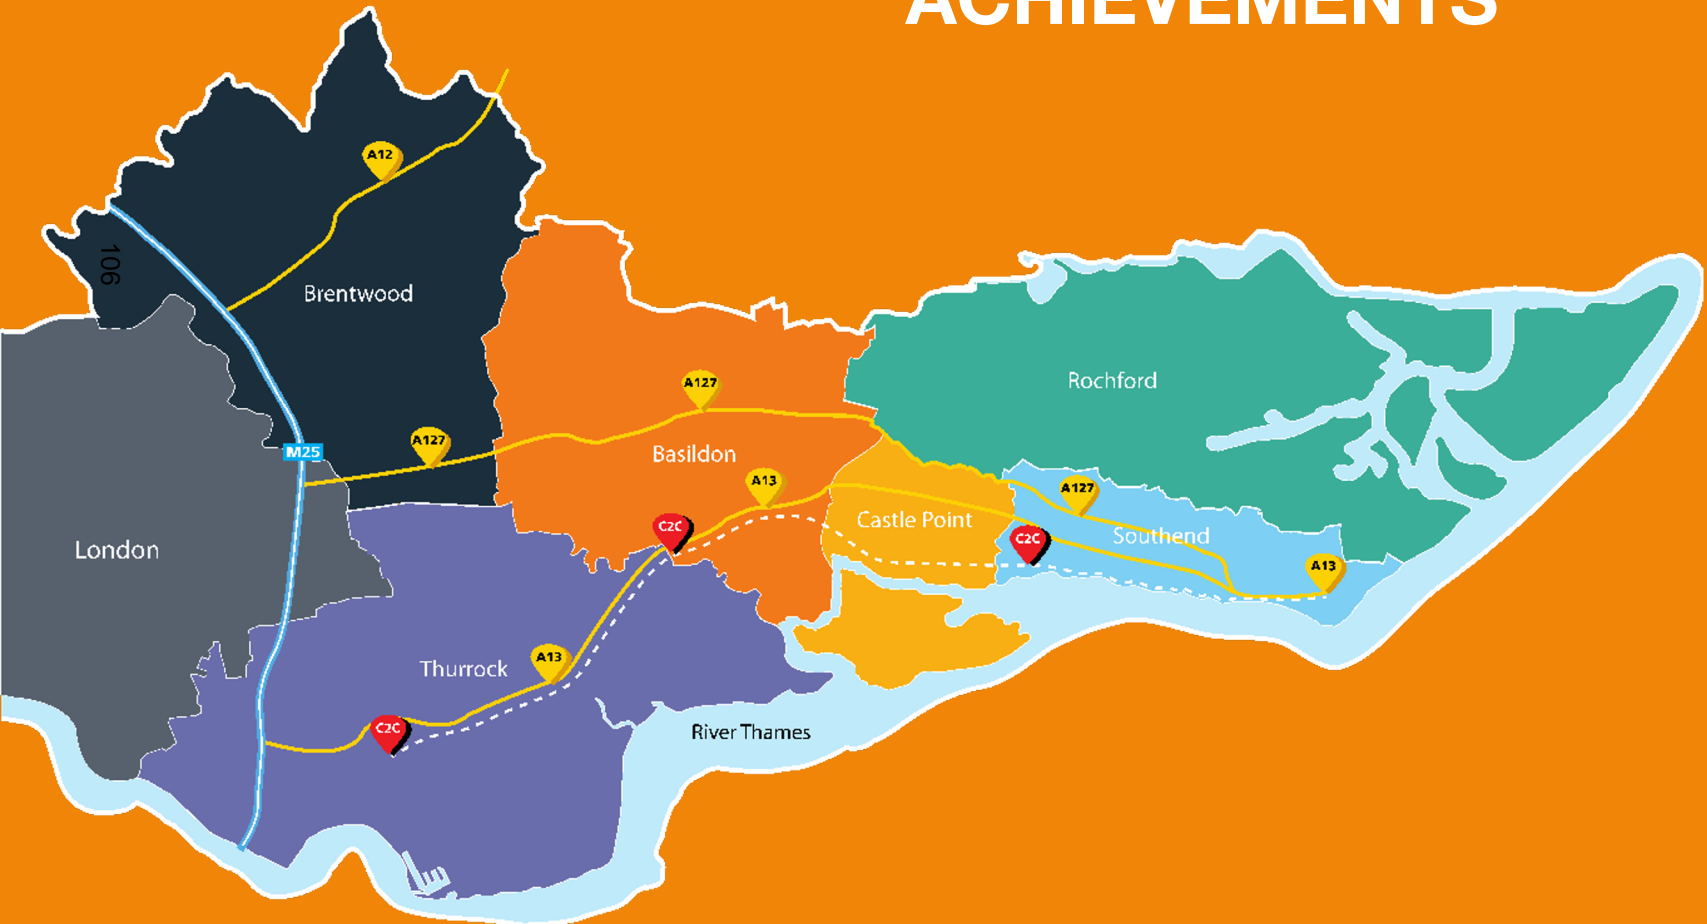 ACHIEVEMENTS
A12
106
Brentwood
Rochford
A127
A127
M25
Basildon
A13
A127
Castle Point
C2C
Southend
C2C
London
A13
Thurrock
A13
C2C
River Thames